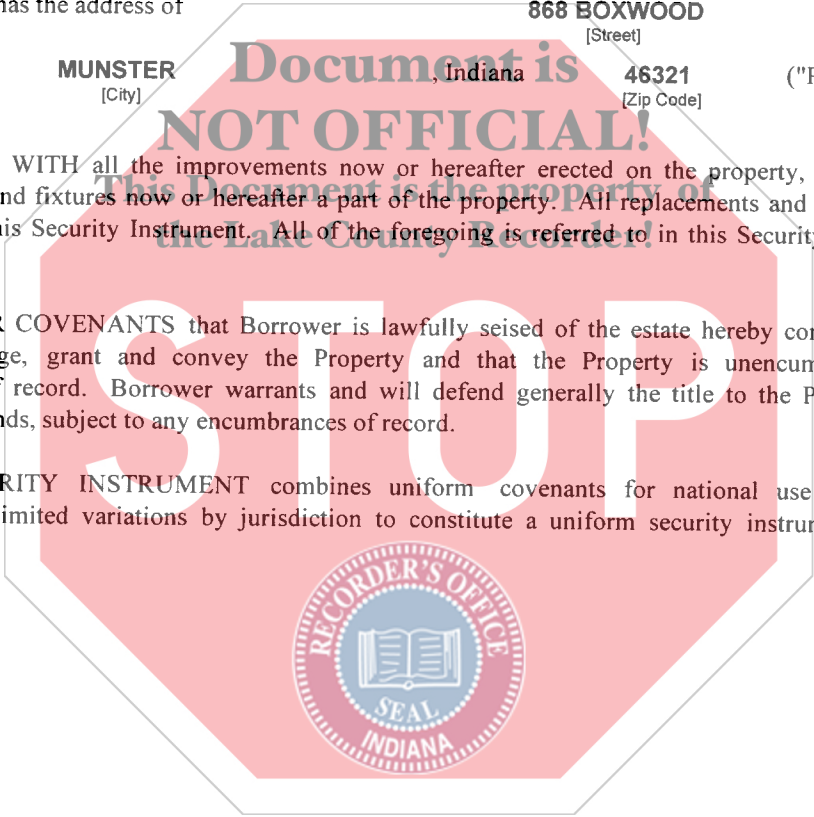 has the address of 868 BOXWOOD
[Street]
MUNSTER , Indiana 46321 ("P
[City] [Zip Code]
Document is
NOT OFFICIAL!
This Document is the property of
the Lake County Recorder!
WITH all the improvements now or hereafter erected on the property,
nd fixtures now or hereafter a part of the property. All replacements and
his Security Instrument. All of the foregoing is referred to in this Security
R COVENANTS that Borrower is lawfully seised of the estate hereby con
ge, grant and convey the Property and that the Property is unencum
f record. Borrower warrants and will defend generally the title to the P
nds, subject to any encumbrances of record.
STOP
RITY INSTRUMENT combines uniform covenants for national use
imited variations by jurisdiction to constitute a uniform security instrum
RECORDER'S OFFICE
SEAL
INDIANA